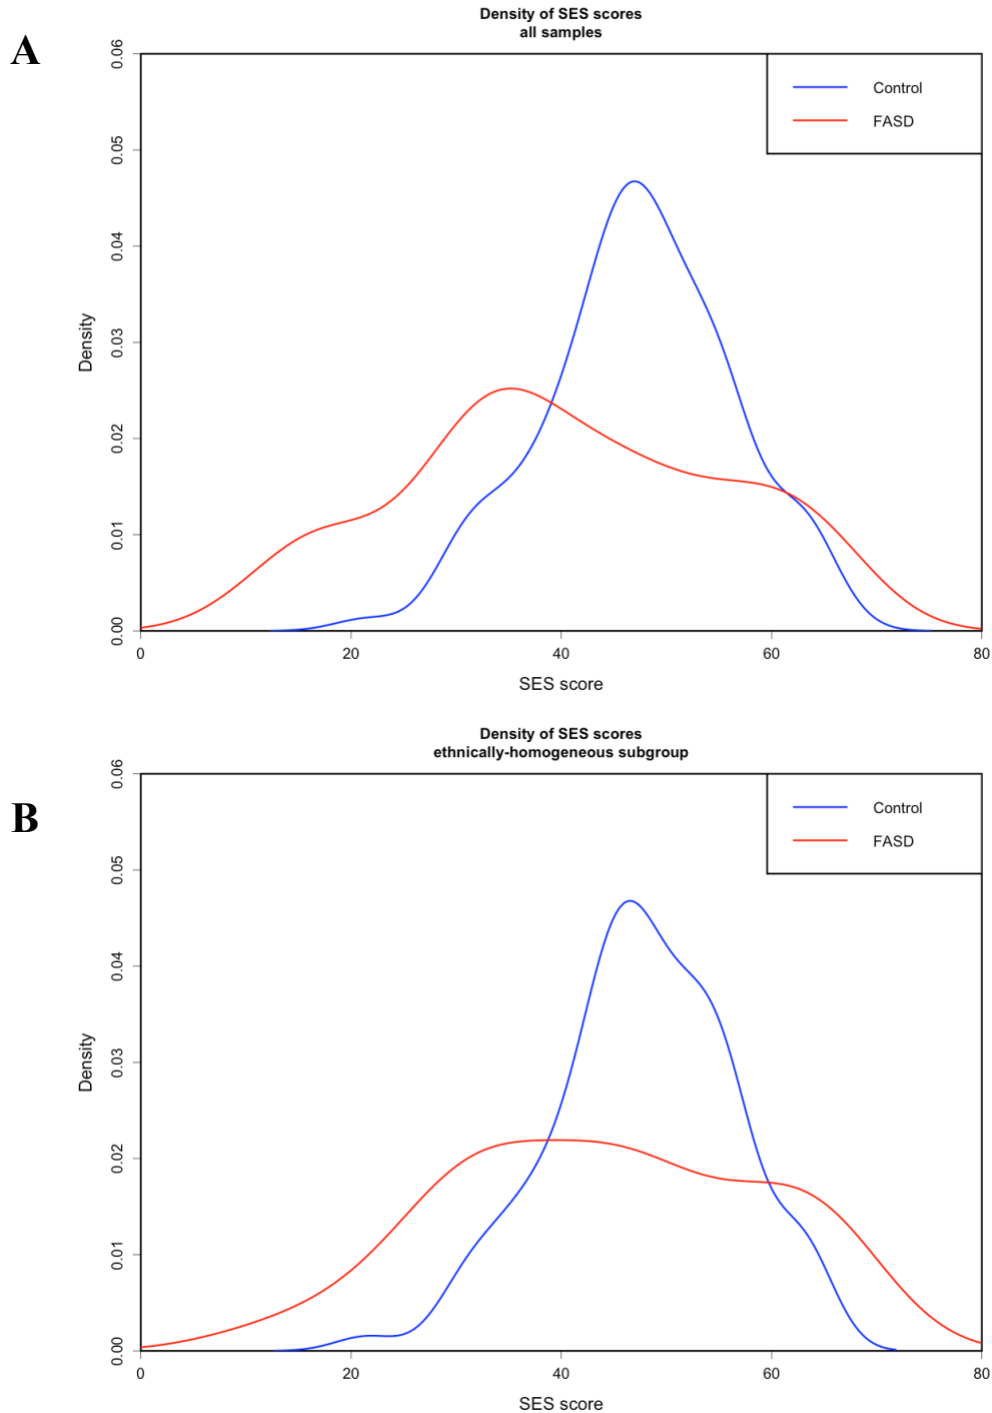 A
Density of SES scores
all samples
Control
FASD
0.06
0.05
0.04
0.03
0.02
0.01
0.00
Density
0 20 40 60 80
SES score
B
Density of SES scores
ethnically-homogeneous subgroup
Control
FASD
0.06
0.05
0.04
0.03
0.02
0.01
0.00
Density
0 20 40 60 80
SES score